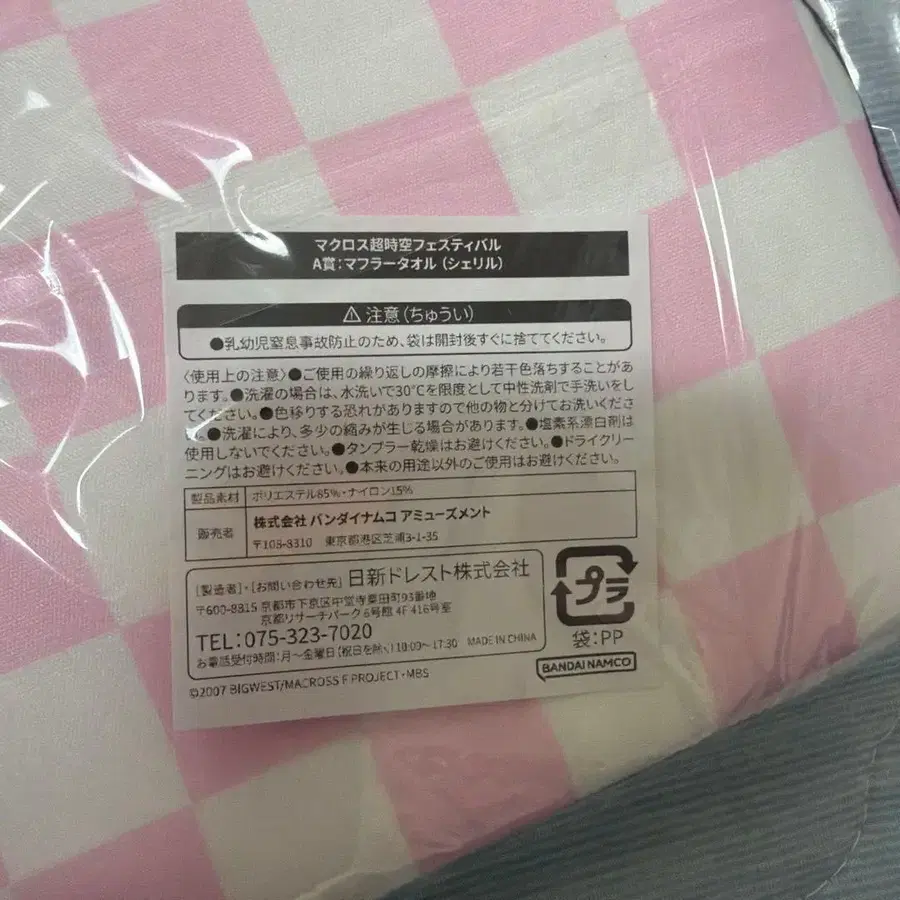 マクロス超時空フェスティバル
A賞：マフラータオル（シェリル）
⚠注意（ちゅうい）
●乳幼児窒息事故防止のため、袋は開封後すぐに捨ててください。
〈使用上の注意〉●ご使用の繰り返しの摩擦により若干色落ちすることがあ
ります。●洗濯の場合は、水洗いで30℃を限度として中性洗剤で手洗いをし
てください。●色移りする恐れがありますので他の物と分けてお洗いくださ
い。●洗濯により、多少の縮みが生じる場合があります。●塩素系漂白剤は
使用しないでください。●タンブラー乾燥はお避けください。●ドライクリー
ニングはお避けください。●本来の用途以外のご使用はお避けください。
製品素材 ポリエステル85%・ナイロン15%
販売者 株式会社 バンダイナムコ アミューズメント
〒108-8310 東京都港区芝浦3-1-35
［製造者］・［お問い合わせ先］日新ドレスト株式会社
〒600-8815 京都市下京区中堂寺粟田町93番地
京都リサーチパーク6号館 4F 416号室
TEL：075-323-7020
お電話受付時間：月～金曜日【祝日を除く】10:00～17:30 MADE IN CHINA
プラ
袋：PP
BANDAI NAMCO
©2007 BIGWEST/MACROSS F PROJECT・MBS